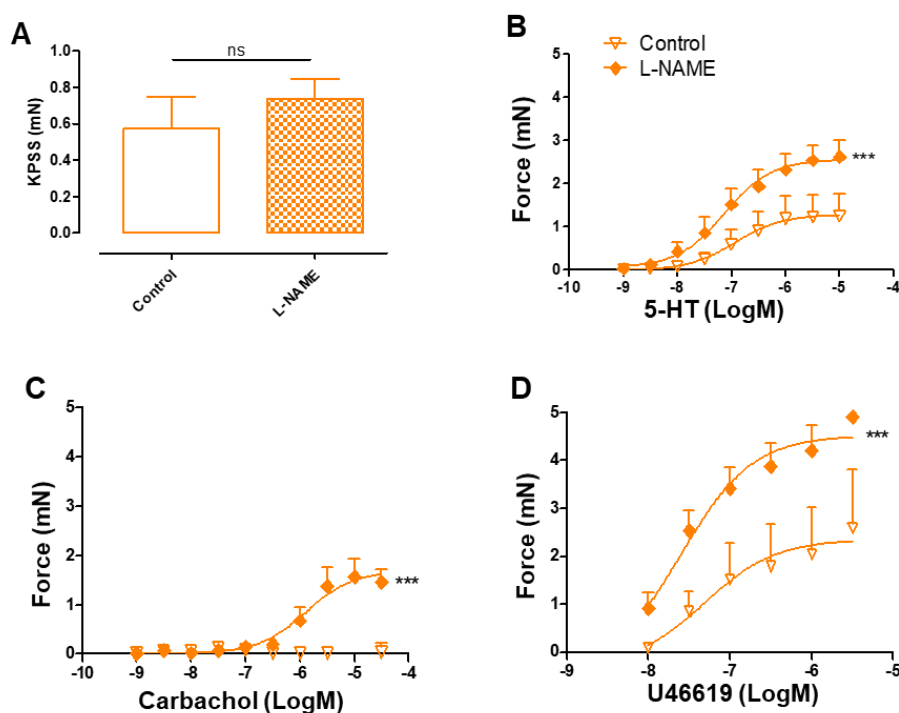 A
ns
KPSS (mN)
1.0
0.8
0.6
0.4
0.2
0.0
Control
L-NAME
B
Control
L-NAME
Force (mN)
5
4
3
2
1
0
***
-10 -9 -8 -7 -6 -5 -4
5-HT (LogM)
C
Force (mN)
5
4
3
2
1
0
***
-10 -9 -8 -7 -6 -5 -4
Carbachol (LogM)
D
Force (mN)
5
4
3
2
1
0
***
-9 -8 -7 -6 -5
U46619 (LogM)